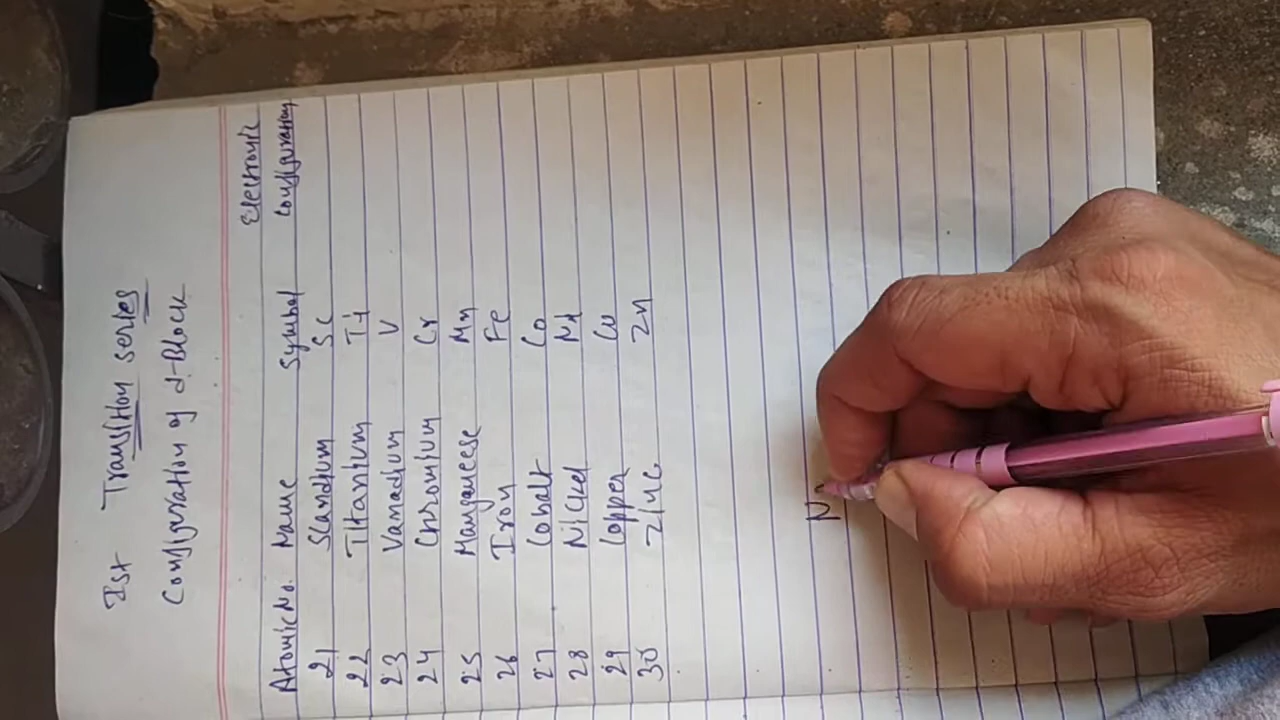 Ist Transition series
Configuration of d-Block
Electronic
Atomic No. Name Symbol Configuration
21 Scandium Sc
22 Titanium Ti
23 Vanadium V
24 Chromium Cr
25 Manganeese Mn
26 Iron Fe
27 Cobalt Co
28 Nickel Ni
29 Copper Cu
30 Zinc Zn
N